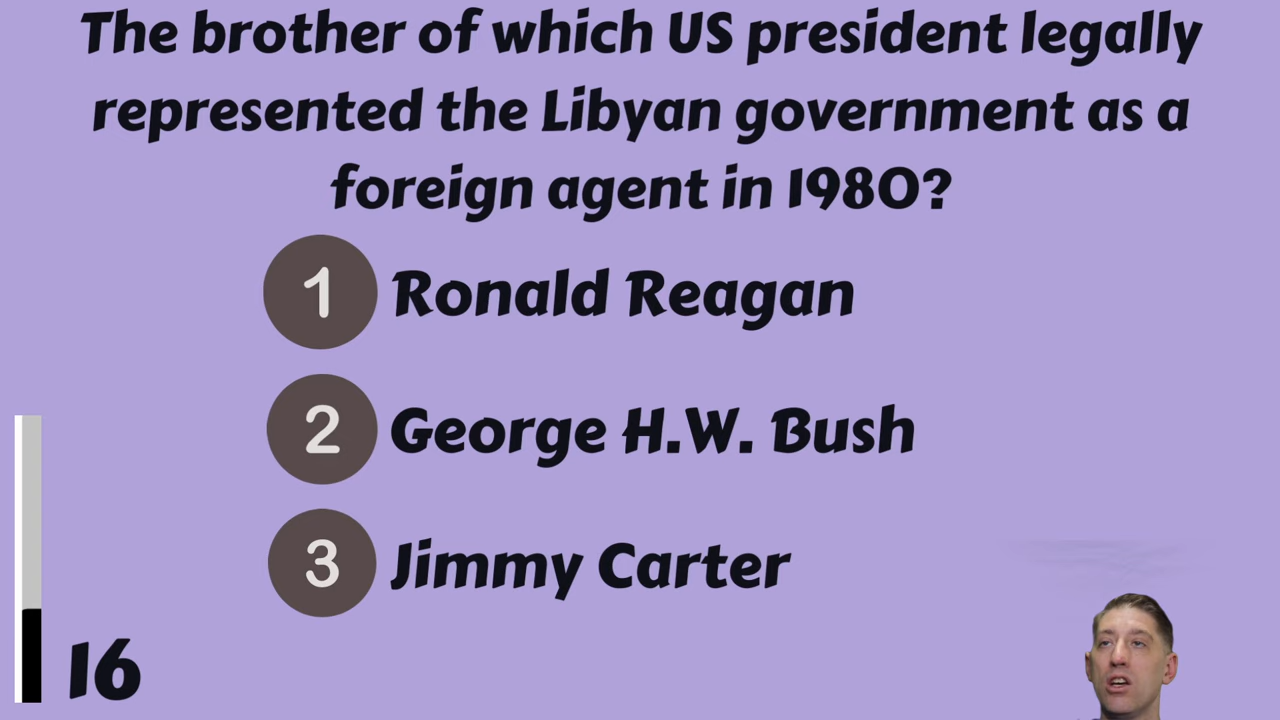 The brother of which US president legally
represented the Libyan government as a
foreign agent in 1980?
1 Ronald Reagan
2 George H.W. Bush
3 Jimmy Carter
16